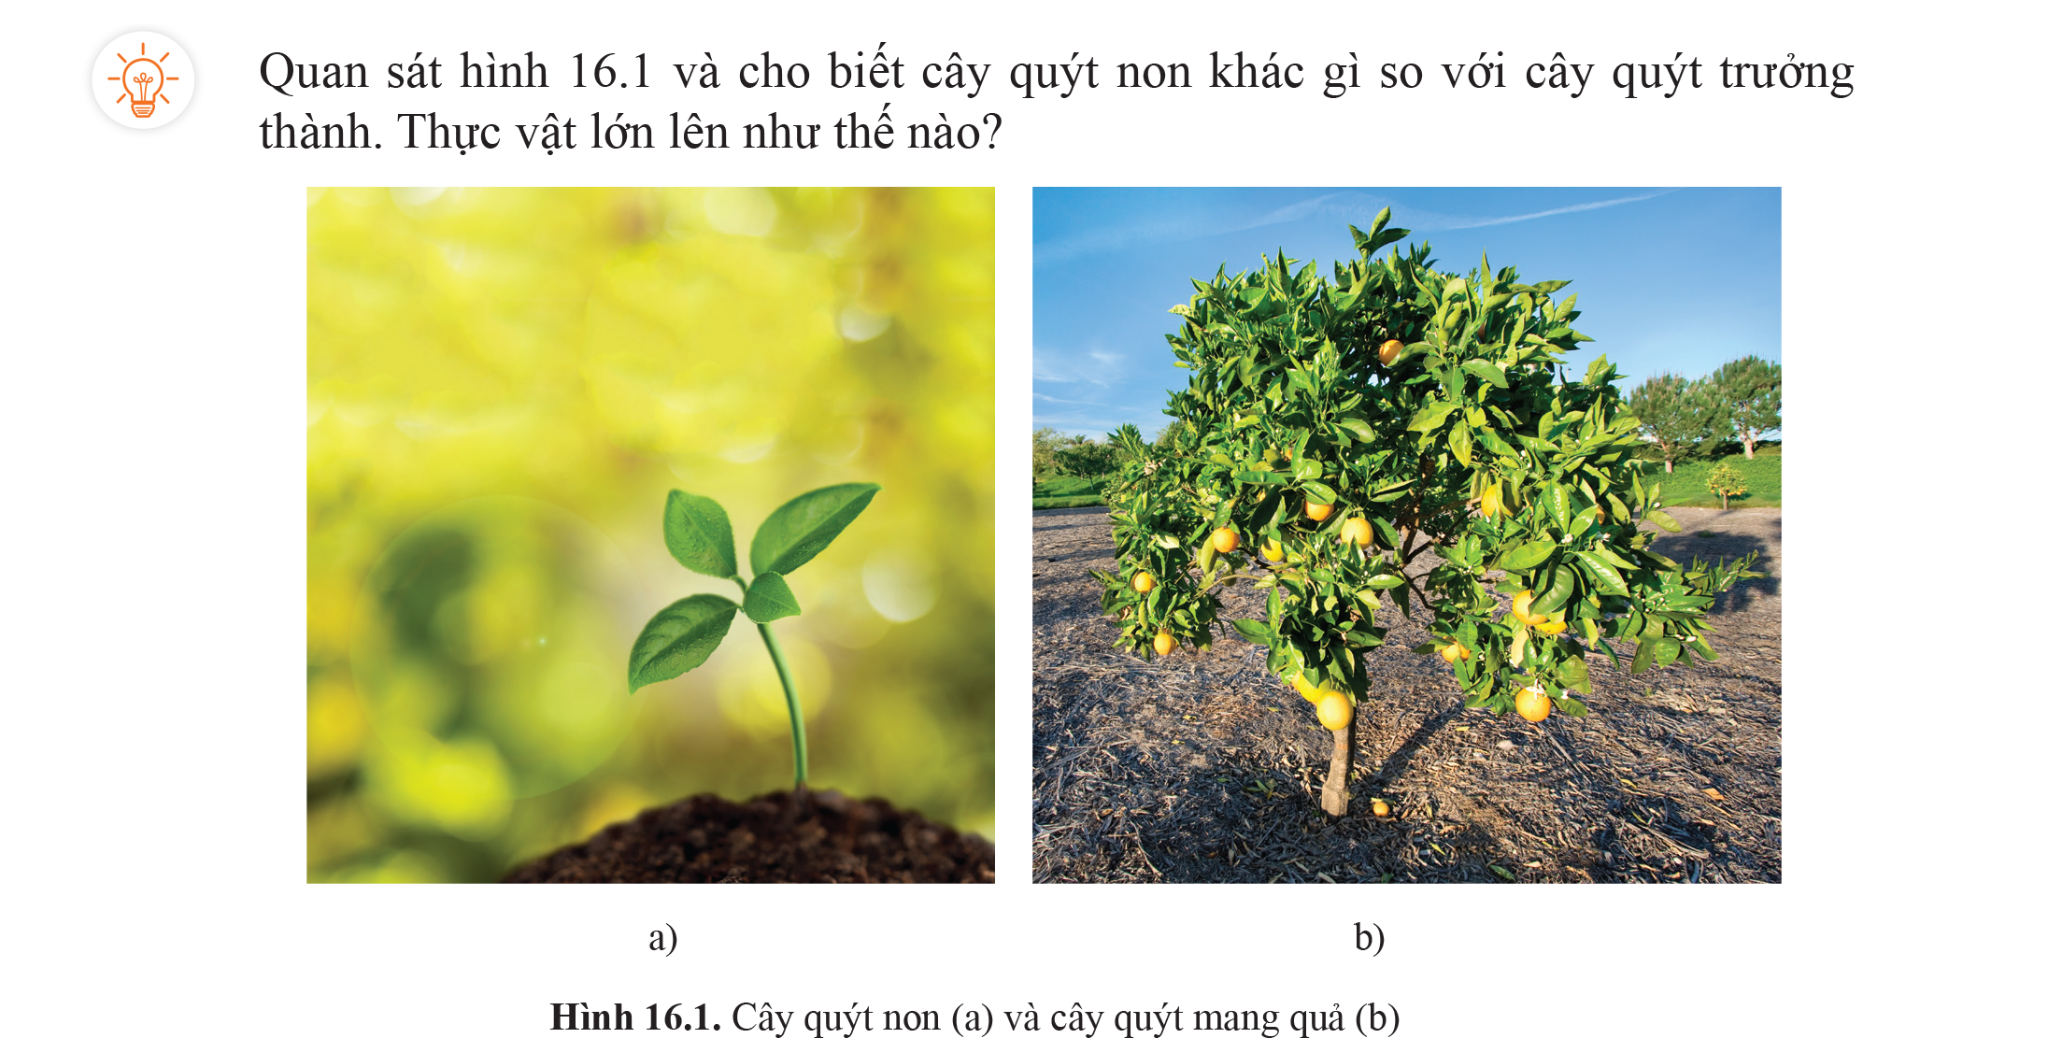 Quan sát hình 16.1 và cho biết cây quýt non khác gì so với cây quýt trưởng
thành. Thực vật lớn lên như thế nào?
a)
b)
Hình 16.1. Cây quýt non (a) và cây quýt mang quả (b)